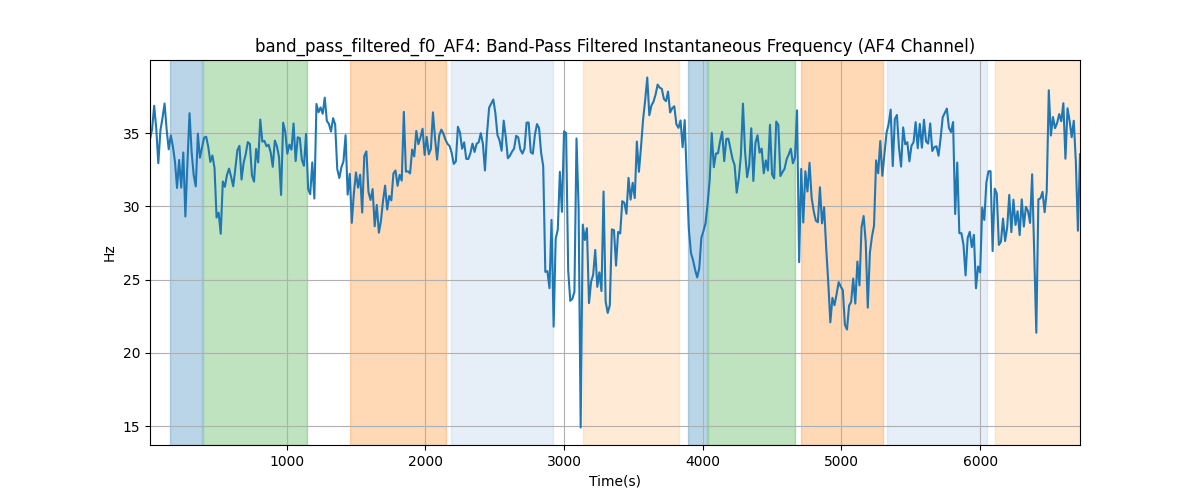 band_pass_filtered_f0_AF4: Band-Pass Filtered Instantaneous Frequency (AF4 Channel)
Hz
35
30
25
20
15
1000 2000 3000 4000 5000 6000
Time(s)